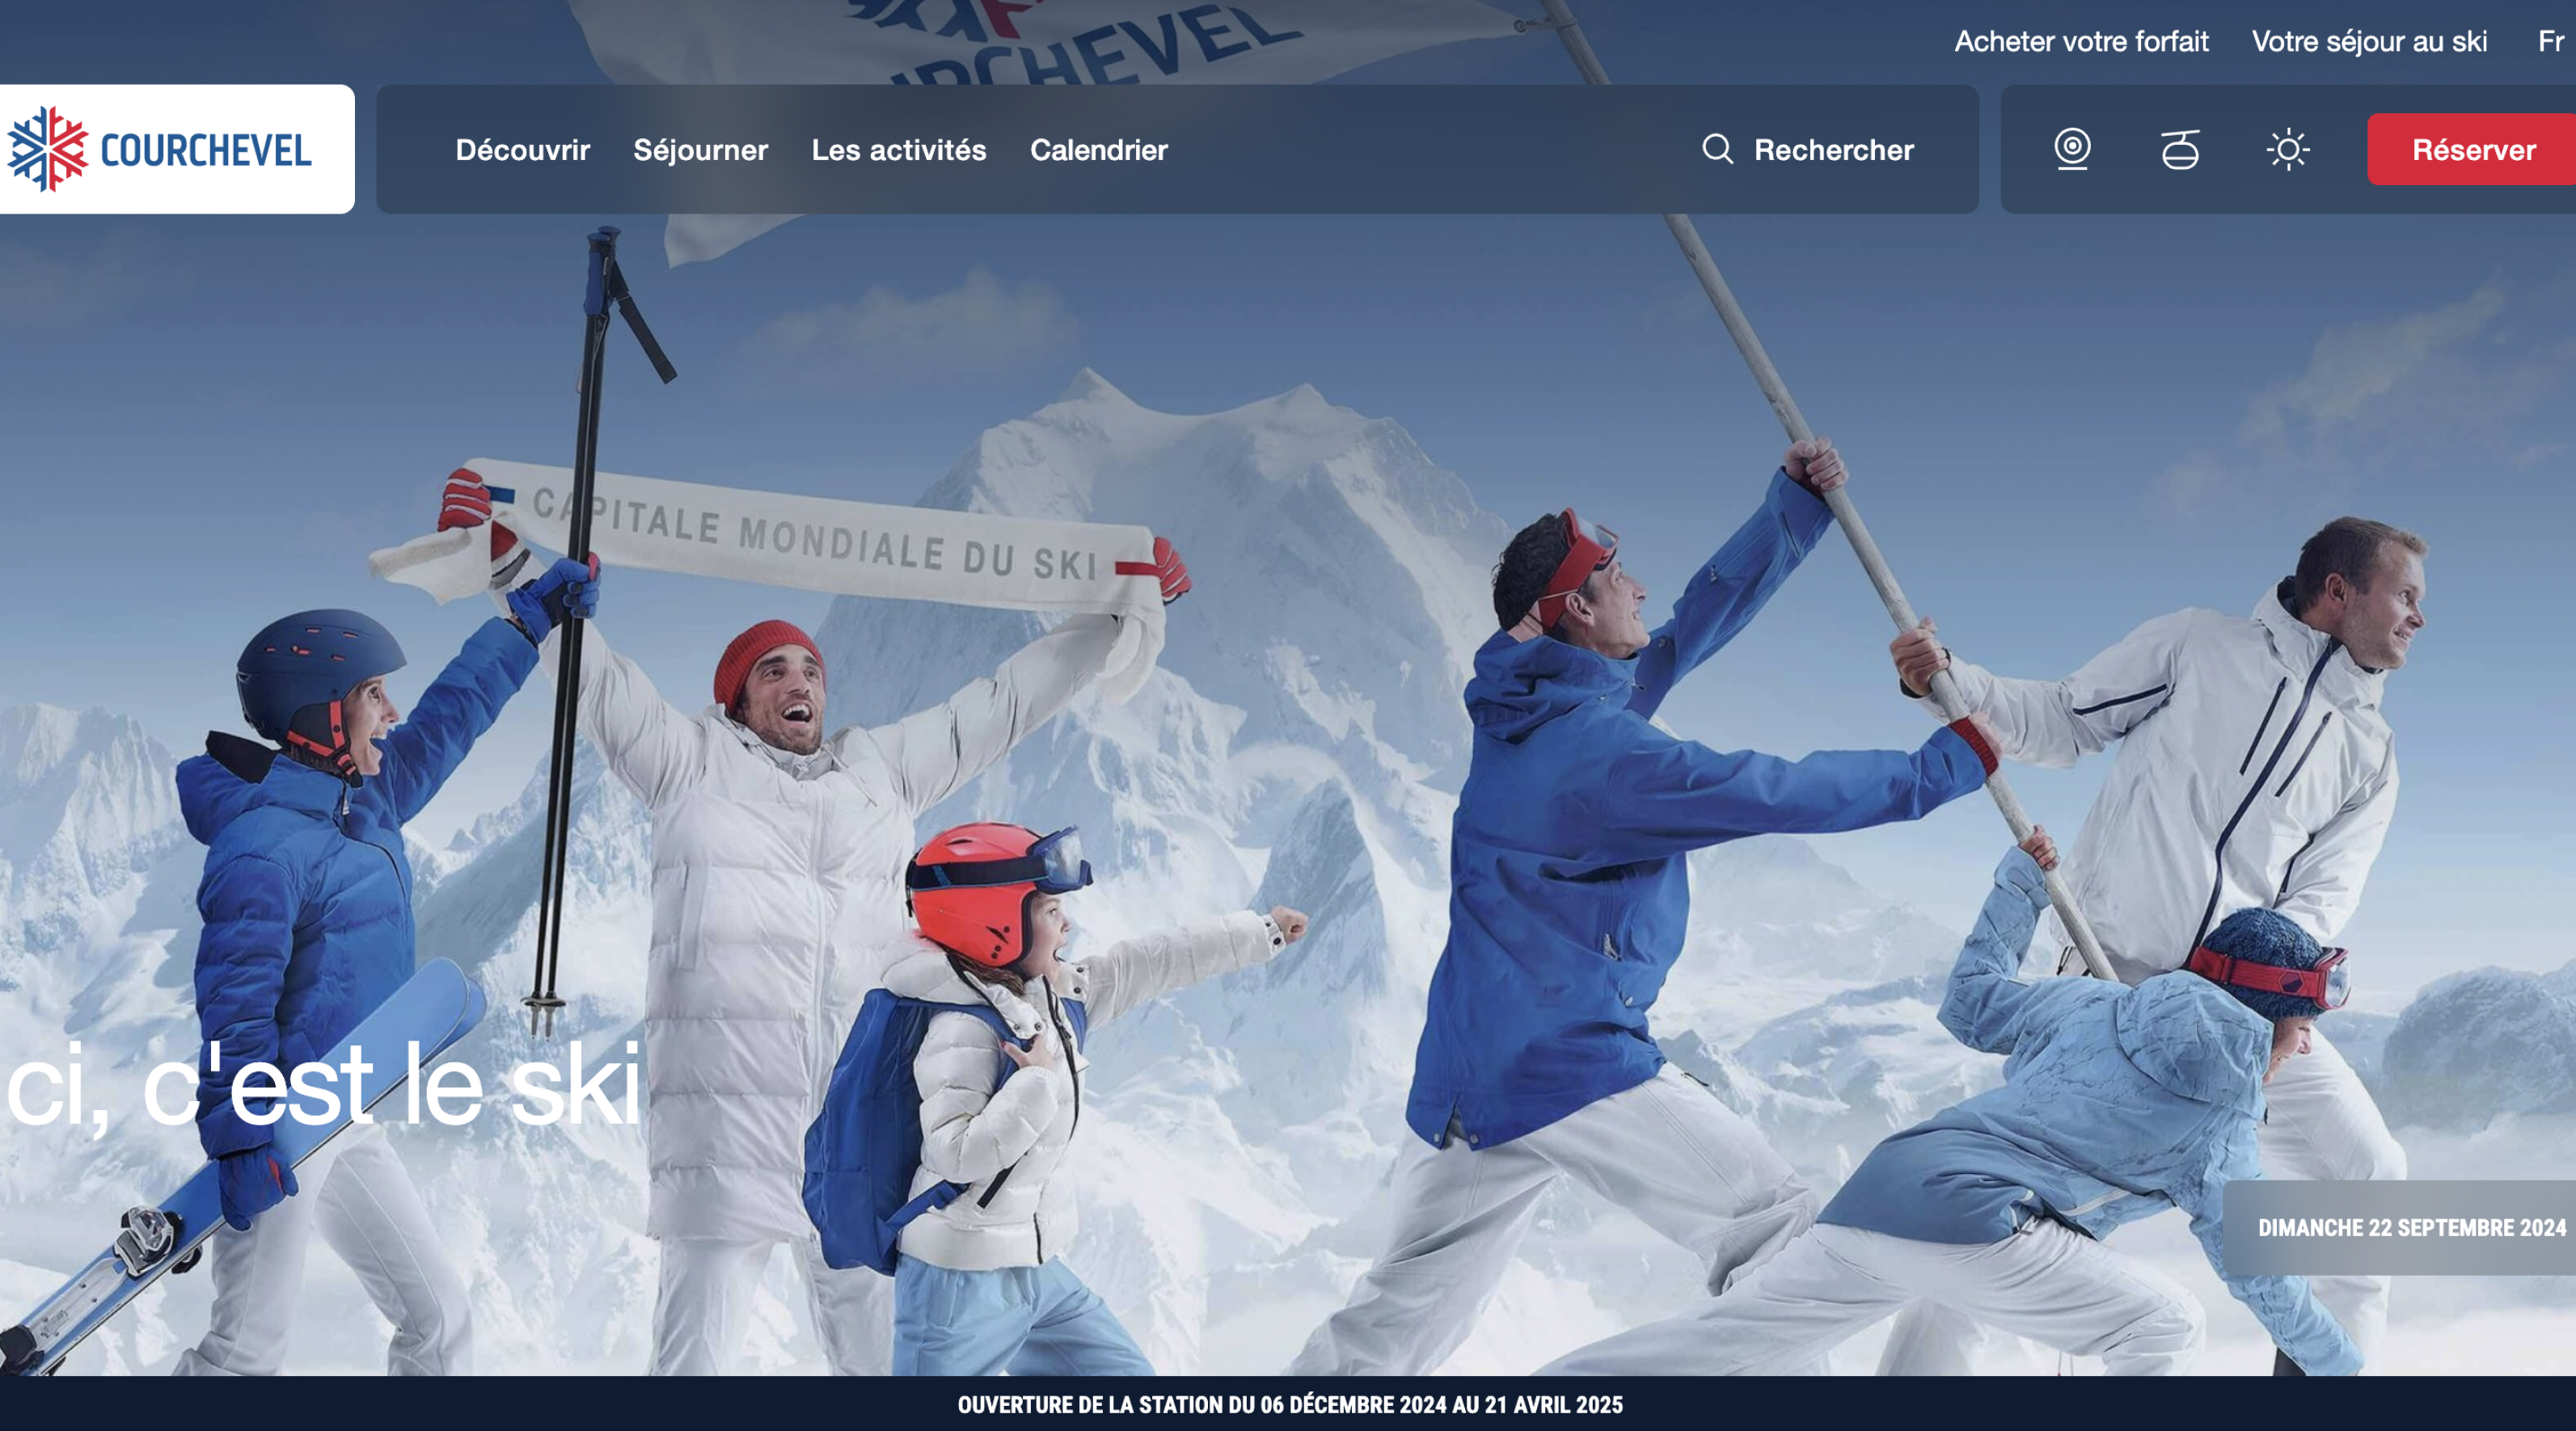 Acheter votre forfait Votre séjour au ski Fr
COURCHEVEL
Découvrir Séjourner Les activités Calendrier Rechercher Réserver
CAPITALE MONDIALE DU SKI
ci, c'est le ski
DIMANCHE 22 SEPTEMBRE 2024
OUVERTURE DE LA STATION DU 06 DÉCEMBRE 2024 AU 21 AVRIL 2025